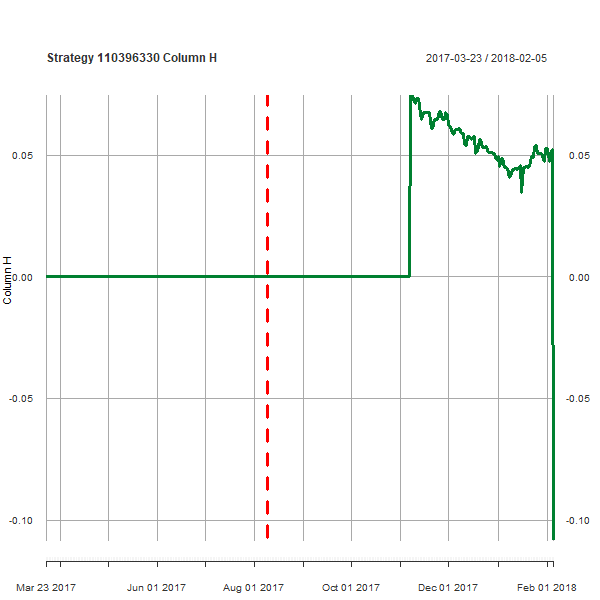 Strategy 110396330 Column H
2017-03-23 / 2018-02-05
0.05
0.05
0.00
0.00
Column H
-0.05
-0.05
-0.10
-0.10
Mar 23 2017
Jun 01 2017
Aug 01 2017
Oct 01 2017
Dec 01 2017
Feb 01 2018